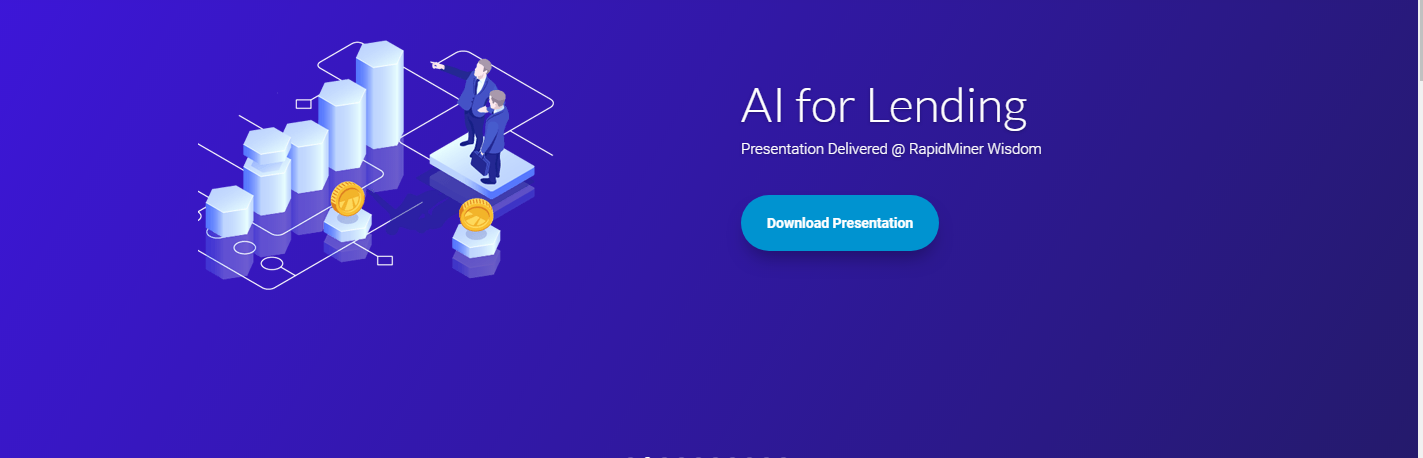 AI for Lending
Presentation Delivered @ RapidMiner Wisdom
Download Presentation